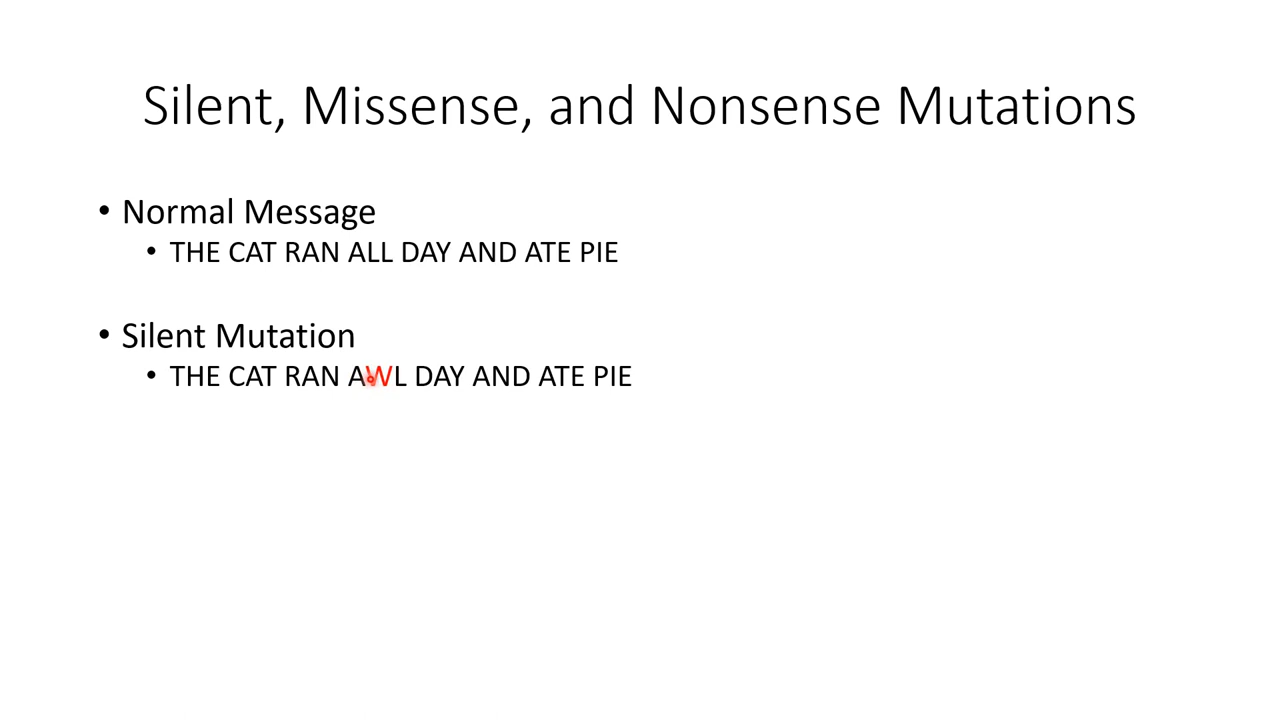 Silent, Missense, and Nonsense Mutations
• Normal Message
• THE CAT RAN ALL DAY AND ATE PIE
• Silent Mutation
• THE CAT RAN AWL DAY AND ATE PIE